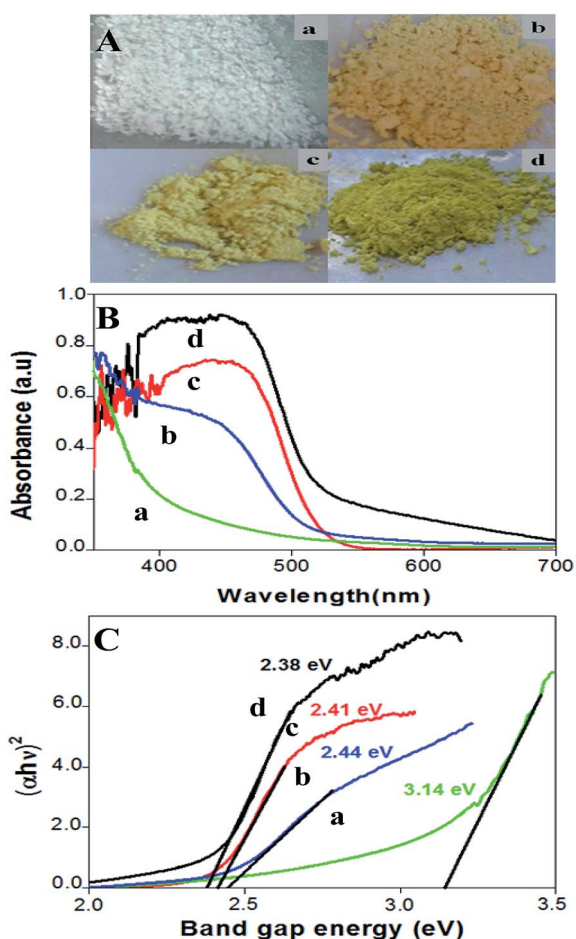 A
a
b
c
d
B
1.0
0.8
0.6
0.4
0.2
0.0
Absorbance (a.u)
d
c
b
a
400
500
600
700
Wavelength(nm)
C
8.0
6.0
4.0
2.0
0.0
(αhν)²
2.38 eV
d
c
2.41 eV
b
2.44 eV
a
3.14 eV
2.0
2.5
3.0
3.5
Band gap energy (eV)